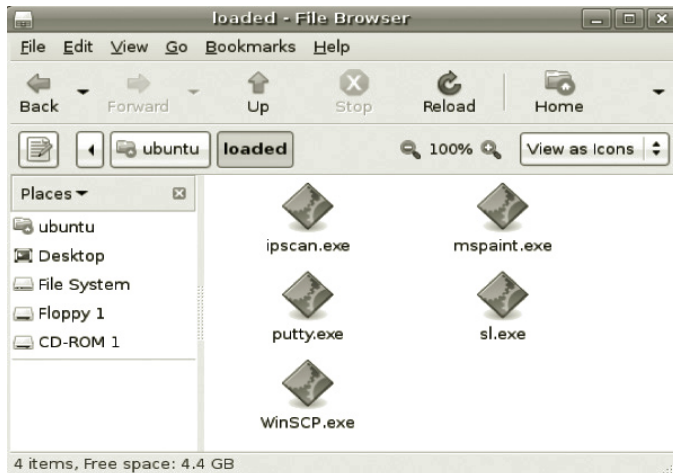 loaded - File Browser
File Edit View Go Bookmarks Help
Back Forward Up Stop Reload Home
ubuntu loaded 100% View as Icons
Places
ubuntu
Desktop
File System
Floppy 1
CD-ROM 1
ipscan.exe mspaint.exe
putty.exe sl.exe
WinSCP.exe
4 items, Free space: 4.4 GB